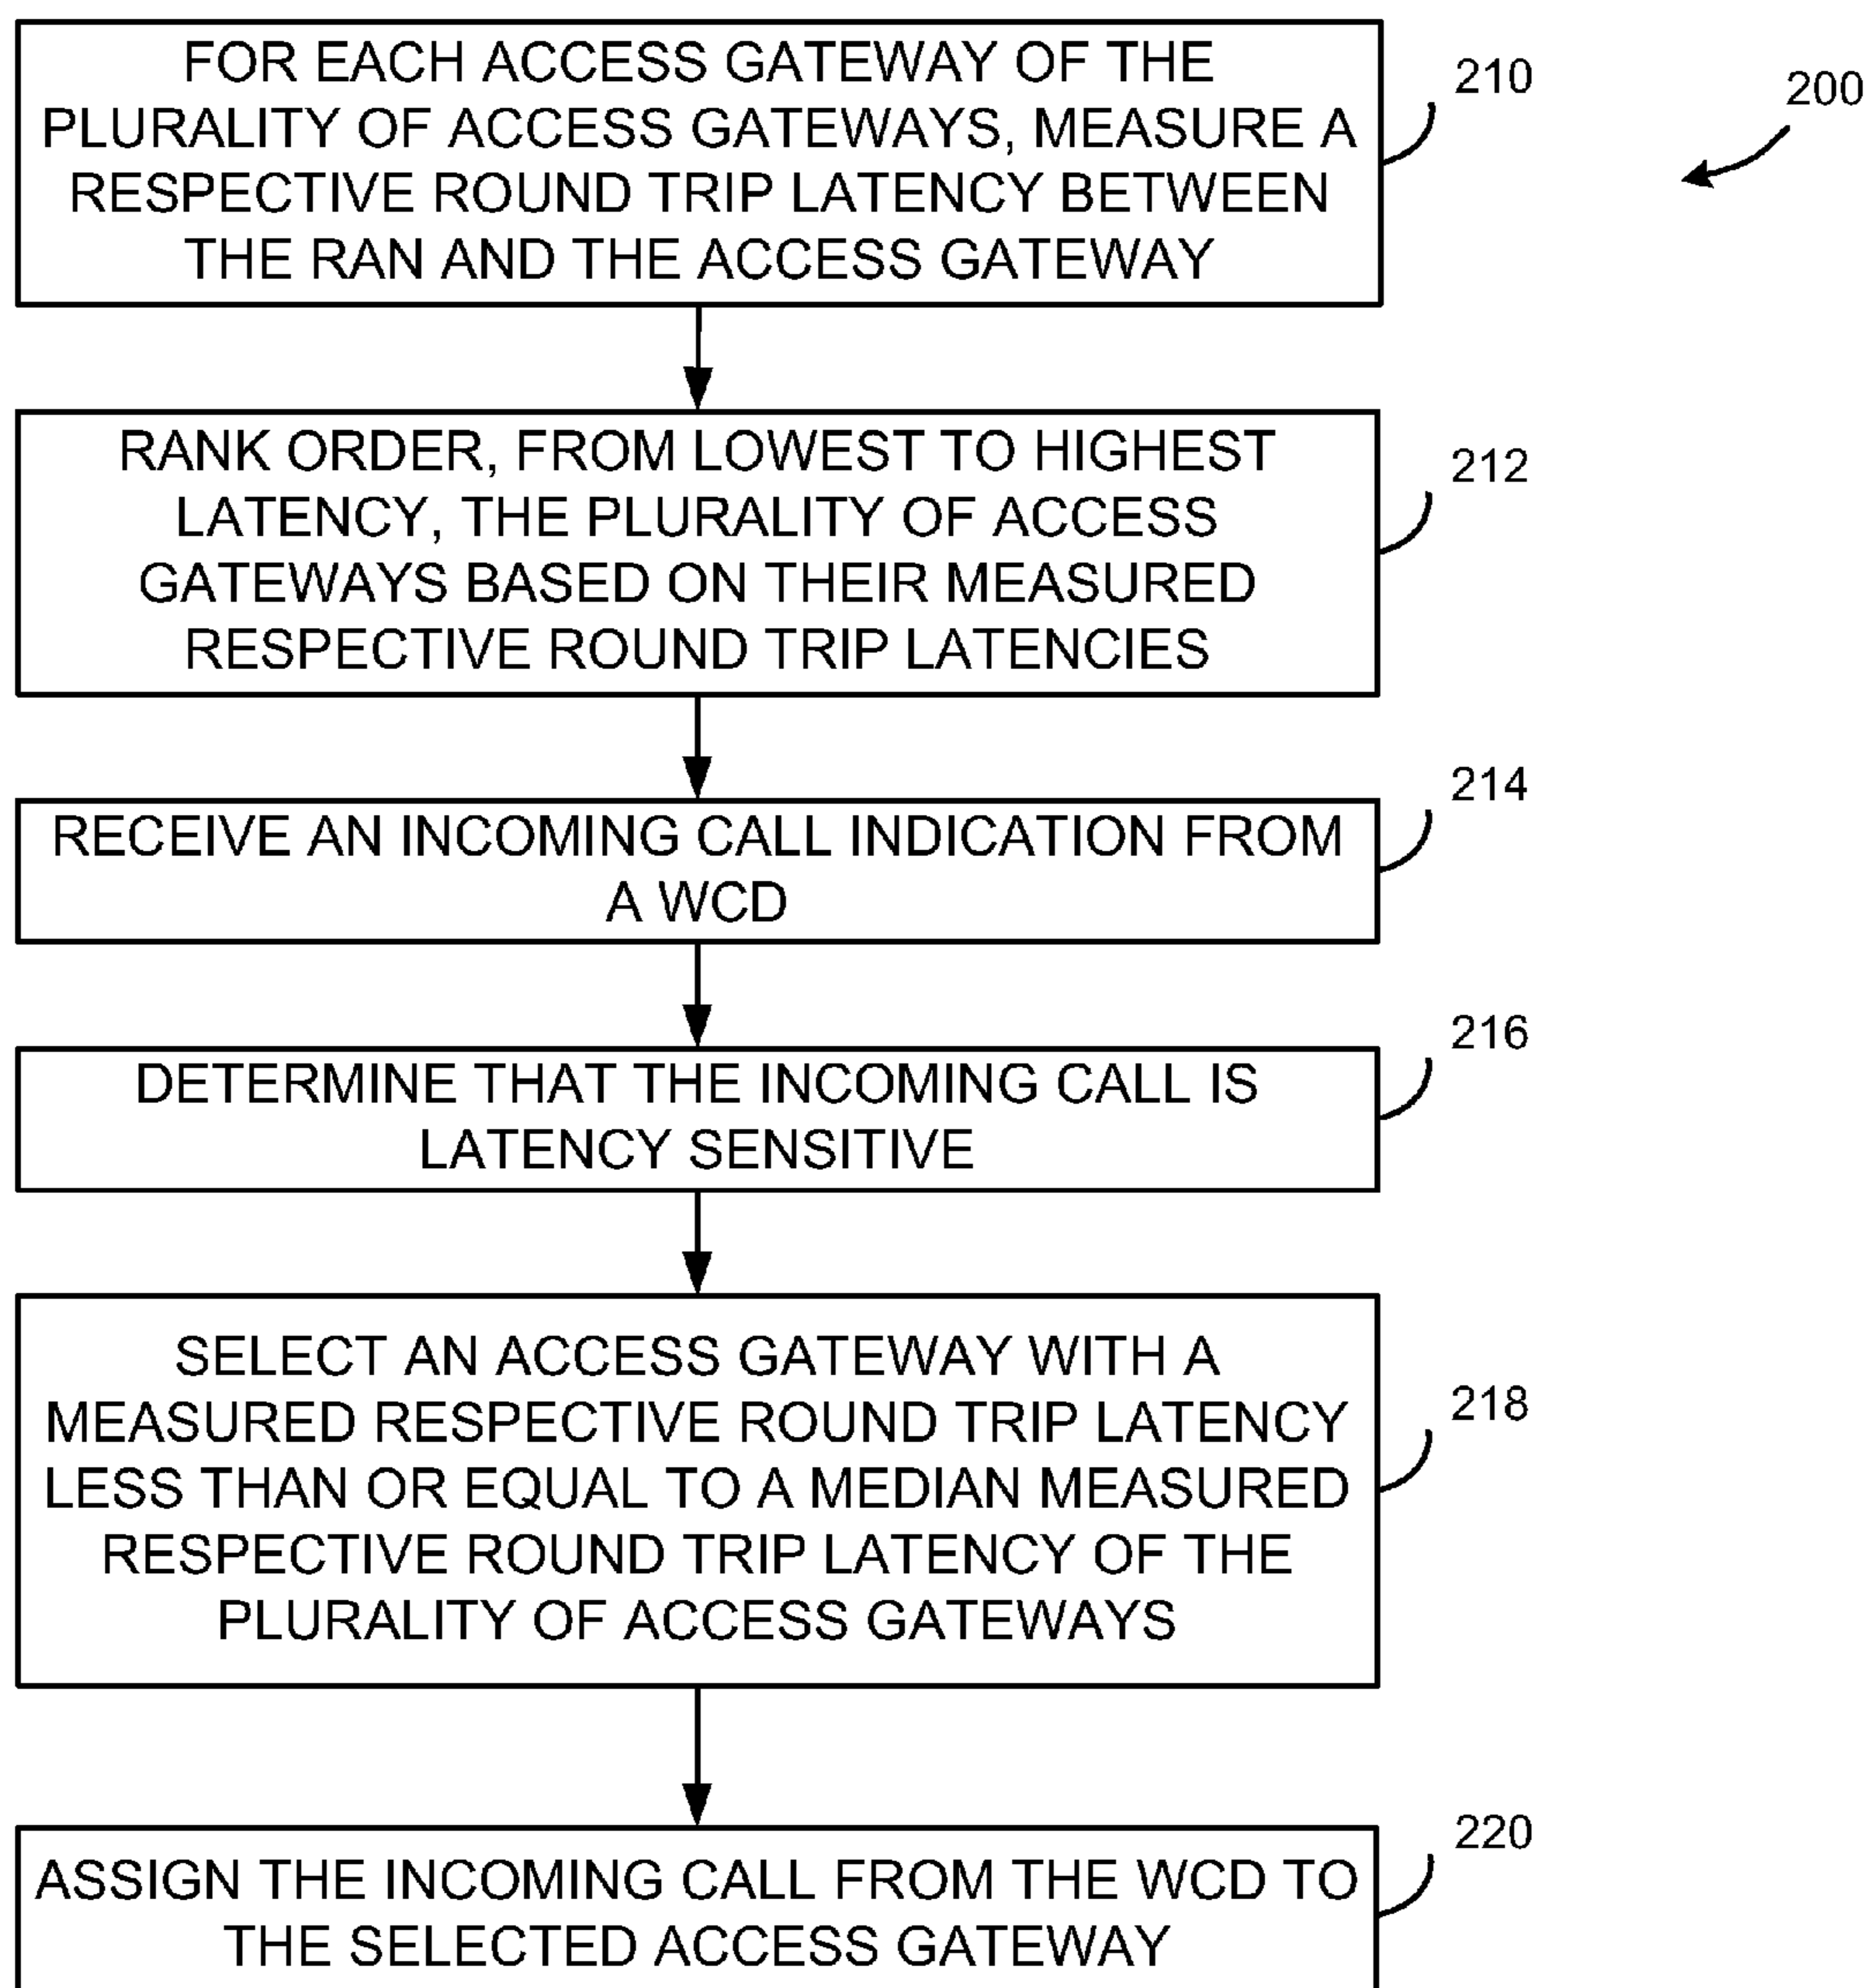 FOR EACH ACCESS GATEWAY OF THE
PLURALITY OF ACCESS GATEWAYS, MEASURE A
RESPECTIVE ROUND TRIP LATENCY BETWEEN
THE RAN AND THE ACCESS GATEWAY
210
200
RANK ORDER, FROM LOWEST TO HIGHEST
LATENCY, THE PLURALITY OF ACCESS
GATEWAYS BASED ON THEIR MEASURED
RESPECTIVE ROUND TRIP LATENCIES
212
RECEIVE AN INCOMING CALL INDICATION FROM
A WCD
214
DETERMINE THAT THE INCOMING CALL IS
LATENCY SENSITIVE
216
SELECT AN ACCESS GATEWAY WITH A
MEASURED RESPECTIVE ROUND TRIP LATENCY
LESS THAN OR EQUAL TO A MEDIAN MEASURED
RESPECTIVE ROUND TRIP LATENCY OF THE
PLURALITY OF ACCESS GATEWAYS
218
ASSIGN THE INCOMING CALL FROM THE WCD TO
THE SELECTED ACCESS GATEWAY
220